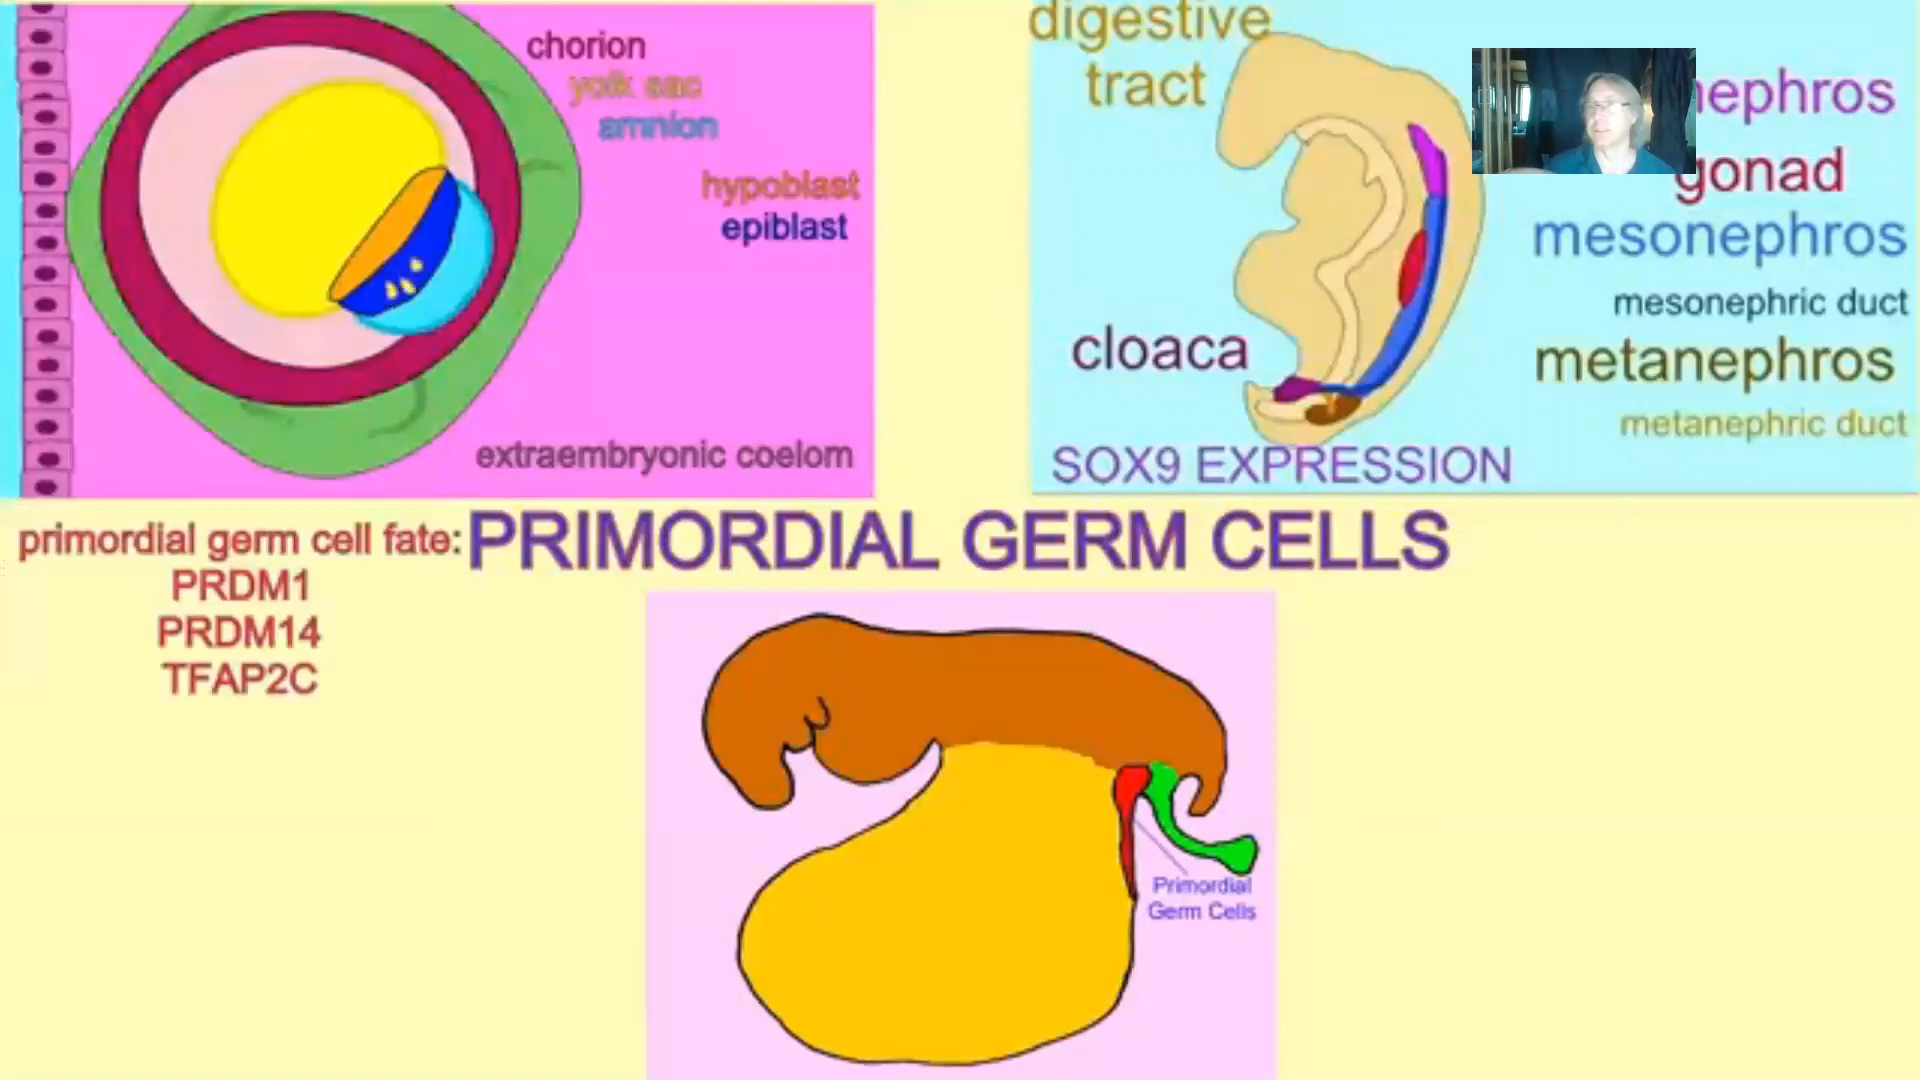 chorion
yolk sac
amnion
hypoblast
epiblast
extraembryonic coelom
digestive
tract
nephros
gonad
mesonephros
mesonephric duct
cloaca
metanephros
metanephric duct
SOX9 EXPRESSION
primordial germ cell fate:
PRDM1
PRDM14
TFAP2C
PRIMORDIAL GERM CELLS
Primordial
Germ Cells